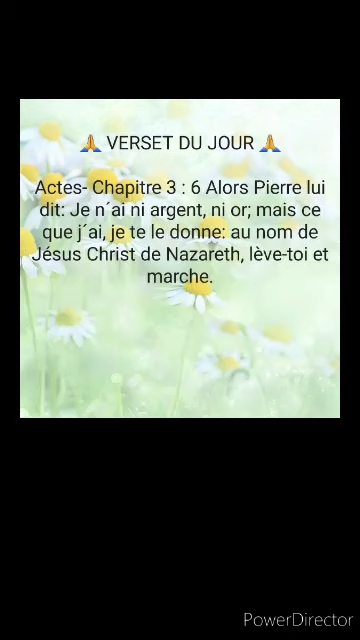 🙏 VERSET DU JOUR 🙏
Actes- Chapitre 3 : 6 Alors Pierre lui
dit: Je n´ai ni argent, ni or; mais ce
que j´ai, je te le donne: au nom de
Jésus Christ de Nazareth, lève-toi et
marche.
PowerDirector